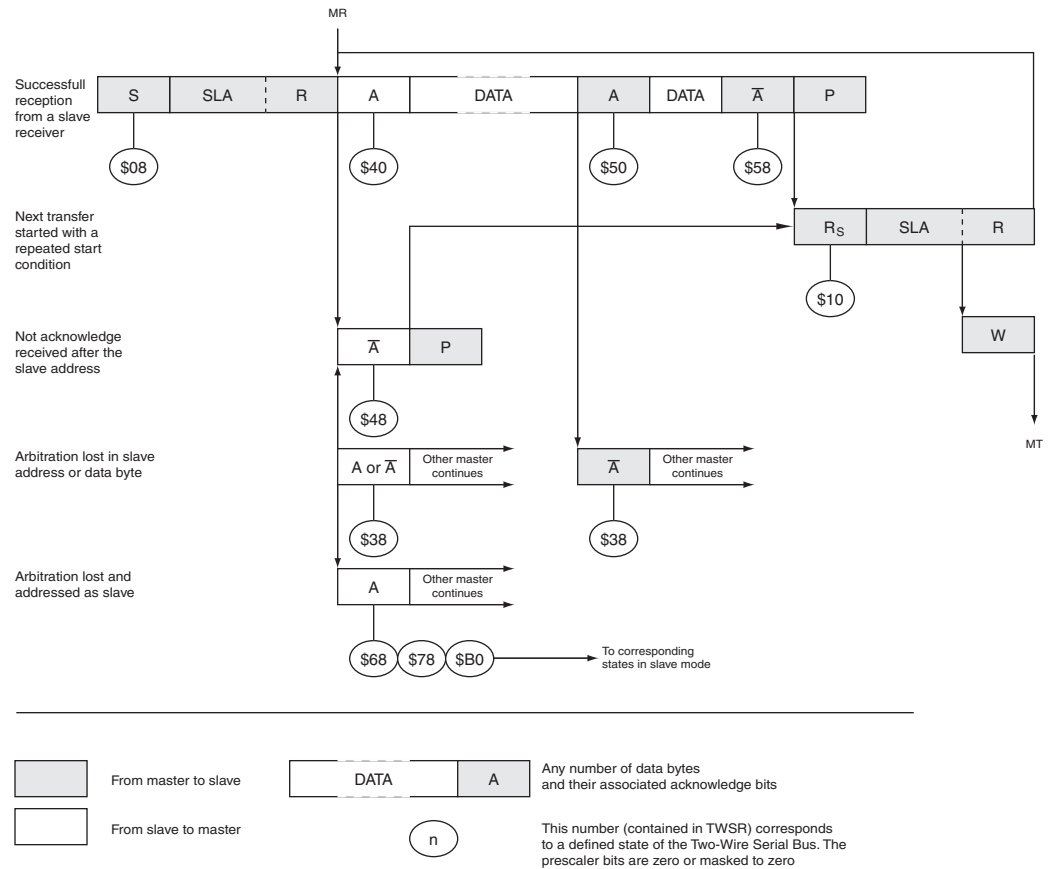 MR
Successfull
reception
from a slave
receiver
S
SLA
R
A
DATA
A
DATA
A̅
P
$08
$40
$50
$58
Next transfer
started with a
repeated start
condition
RS
SLA
R
$10
Not acknowledge
received after the
slave address
A̅
P
W
$48
MT
Arbitration lost in slave
address or data byte
A or A̅
Other master
continues
A̅
Other master
continues
$38
$38
Arbitration lost and
addressed as slave
A
Other master
continues
$68
$78
$B0
To corresponding
states in slave mode
From master to slave
DATA
A
Any number of data bytes
and their associated acknowledge bits
From slave to master
n
This number (contained in TWSR) corresponds
to a defined state of the Two-Wire Serial Bus. The
prescaler bits are zero or masked to zero